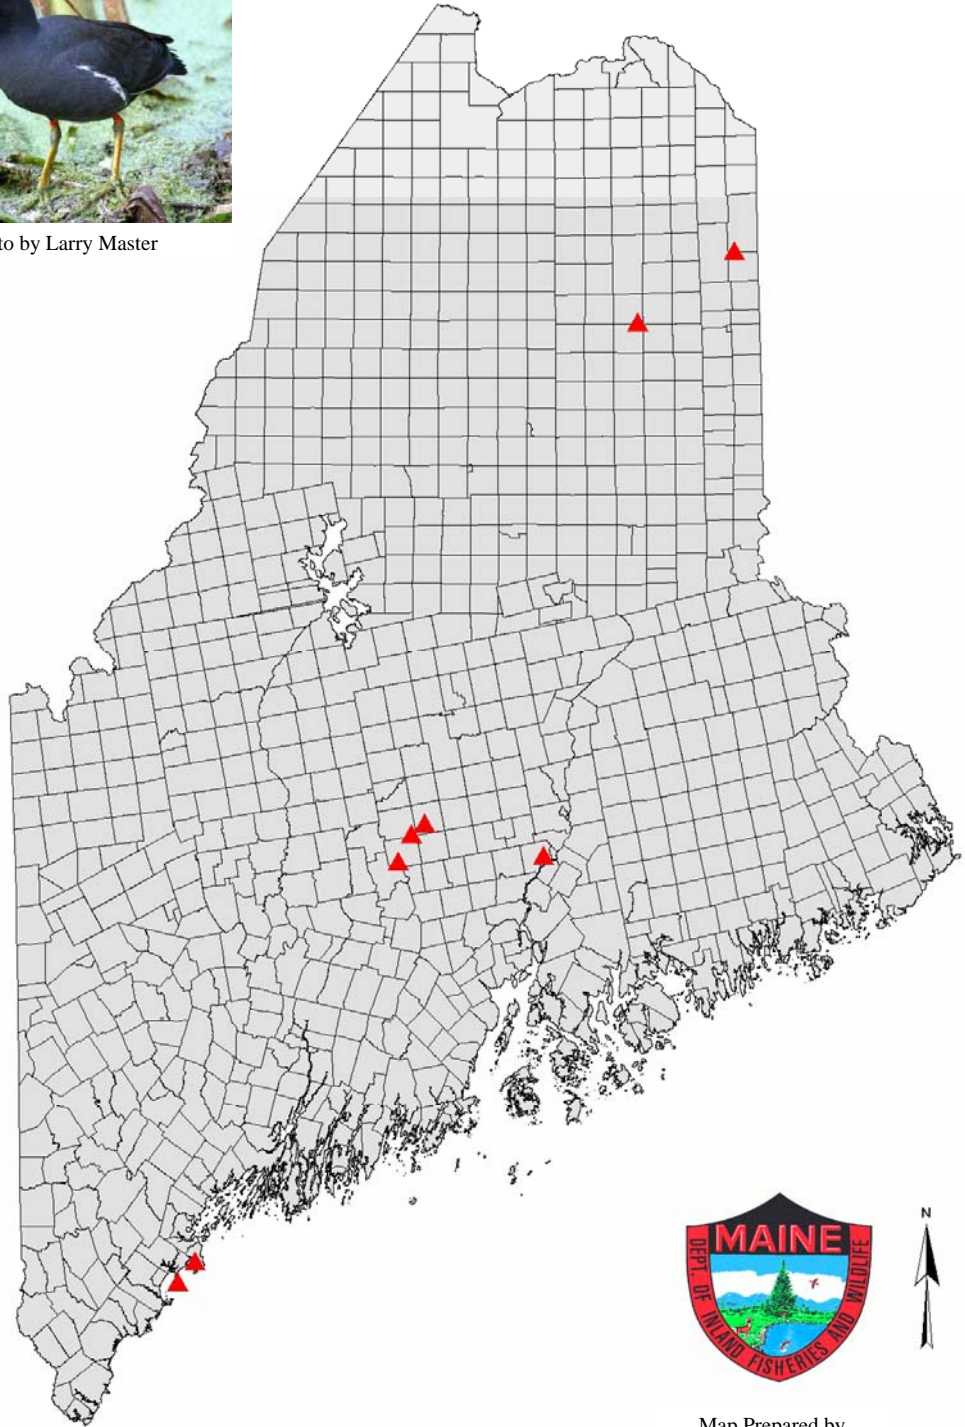 to by Larry Master
MAINE
DEPT. OF INLAND FISHERIES AND WILDLIFE
N
Map Prepared by